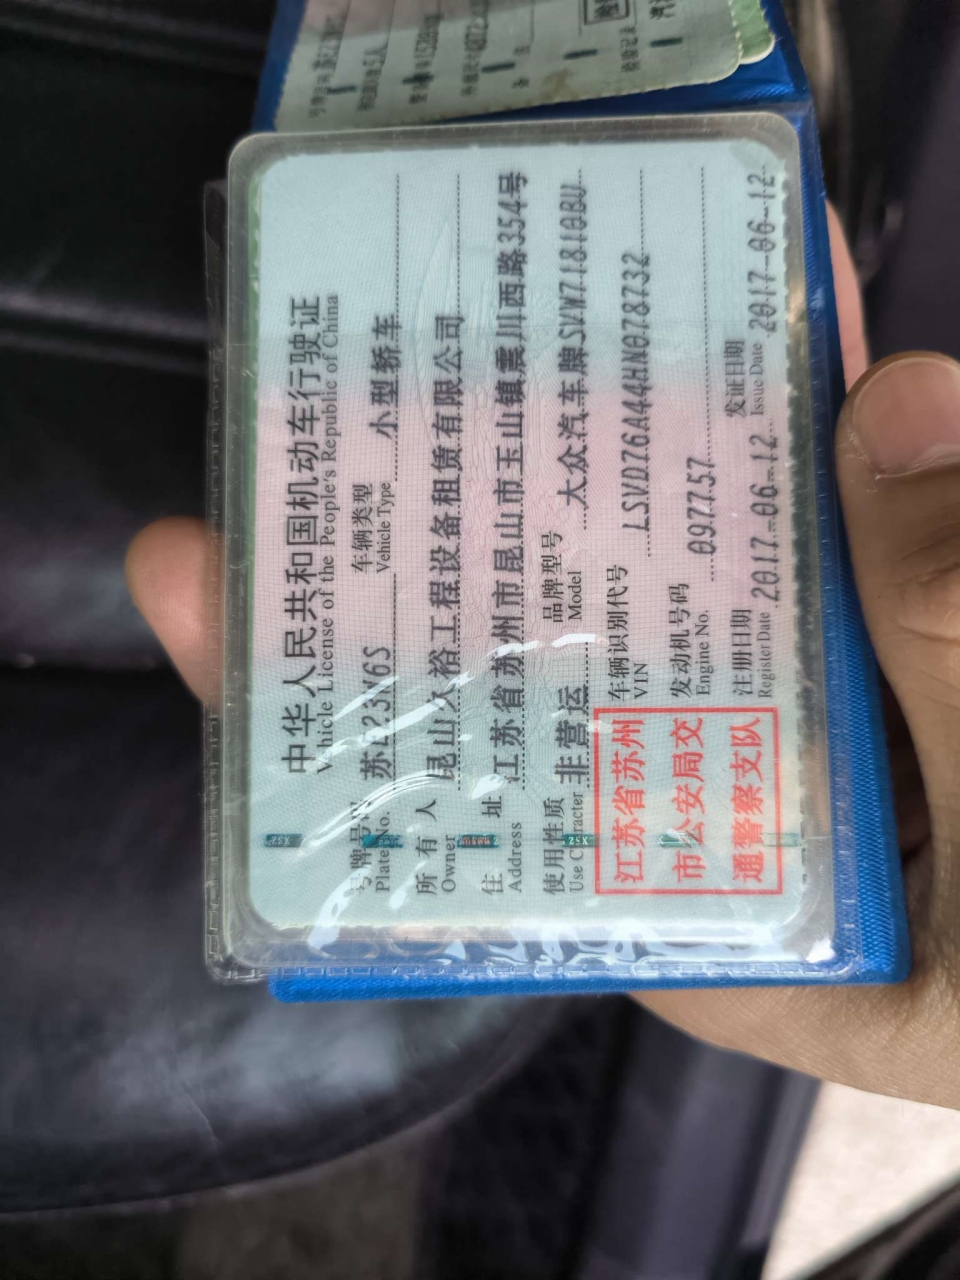 中华人民共和国机动车行驶证
Vehicle License of the People's Republic of China
号牌号码 苏E23N6S 车辆类型 小型轿车
Plate No. Vehicle Type
所有人 昆山久裕工程设备租赁有限公司
Owner
住址 江苏省苏州市昆山市玉山镇震川西路354号
Address
使用性质 非营运 品牌型号 大众汽车牌SVW71810BU
Use Character Model
车辆识别代号 LSVD76A44HN078732
VIN
发动机号码 097757
Engine No.
注册日期 2017-06-12 发证日期 2017-06-12
Register Date Issue Date
江苏省苏州
市公安局交
通警察支队